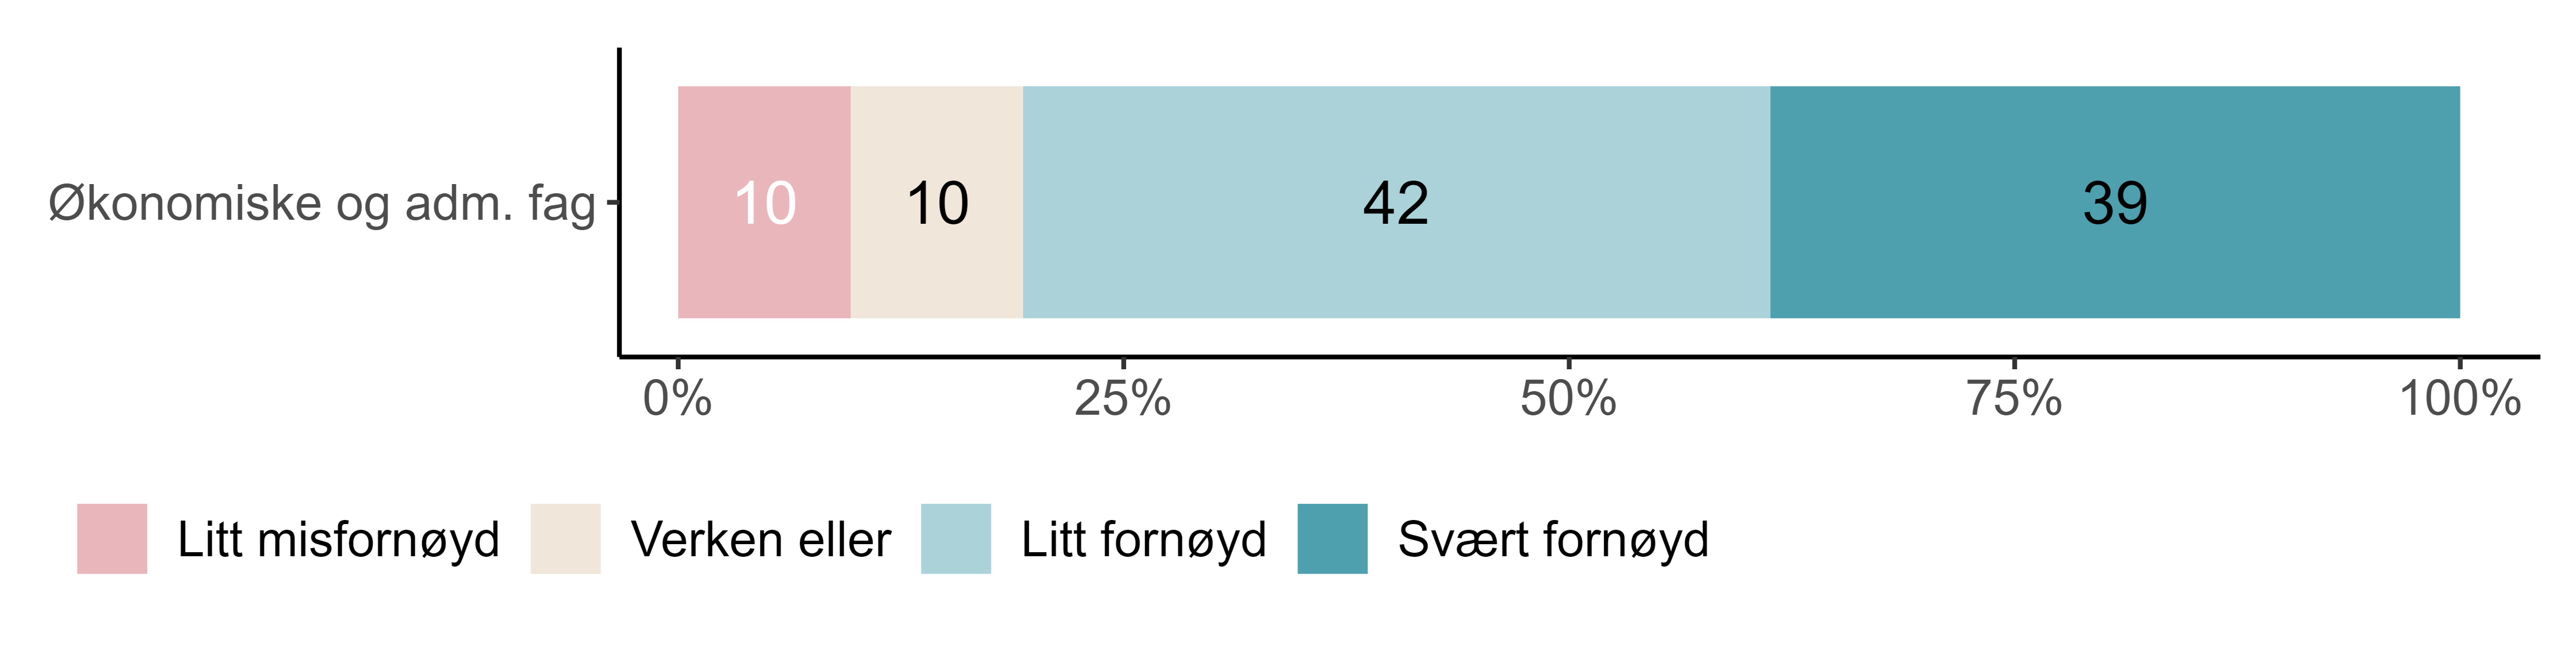 Økonomiske og adm. fag
10 10 42 39
0% 25% 50% 75% 100%
Litt misfornøyd Verken eller Litt fornøyd Svært fornøyd